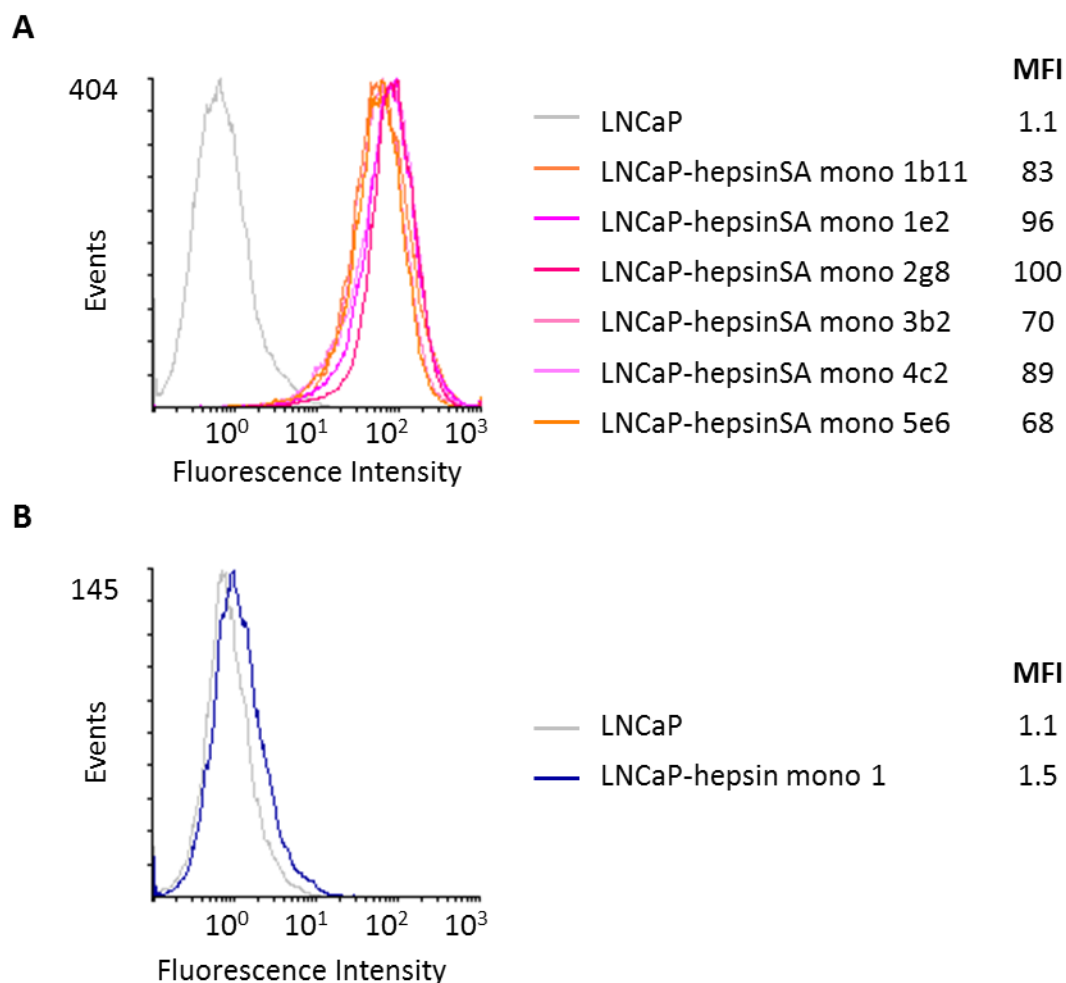 A
MFI
404
LNCaP 1.1
LNCaP-hepsinSA mono 1b11 83
LNCaP-hepsinSA mono 1e2 96
LNCaP-hepsinSA mono 2g8 100
LNCaP-hepsinSA mono 3b2 70
LNCaP-hepsinSA mono 4c2 89
LNCaP-hepsinSA mono 5e6 68
Events
10⁰ 10¹ 10² 10³
Fluorescence Intensity
B
145
MFI
LNCaP 1.1
LNCaP-hepsin mono 1 1.5
Events
10⁰ 10¹ 10² 10³
Fluorescence Intensity